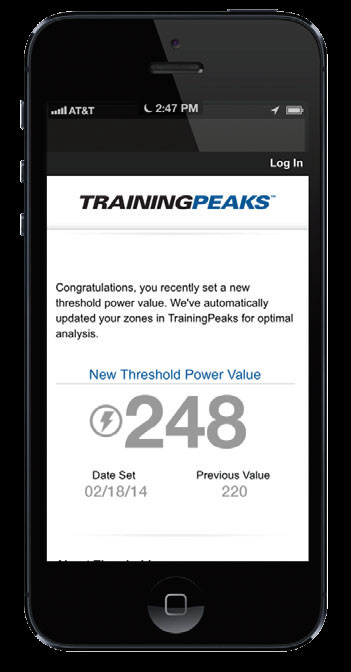 AT&T 2:47 PM
Log In
TRAININGPEAKS™
Congratulations, you recently set a new
threshold power value. We've automatically
updated your zones in TrainingPeaks for optimal
analysis.
New Threshold Power Value
248
Date Set Previous Value
02/18/14 220